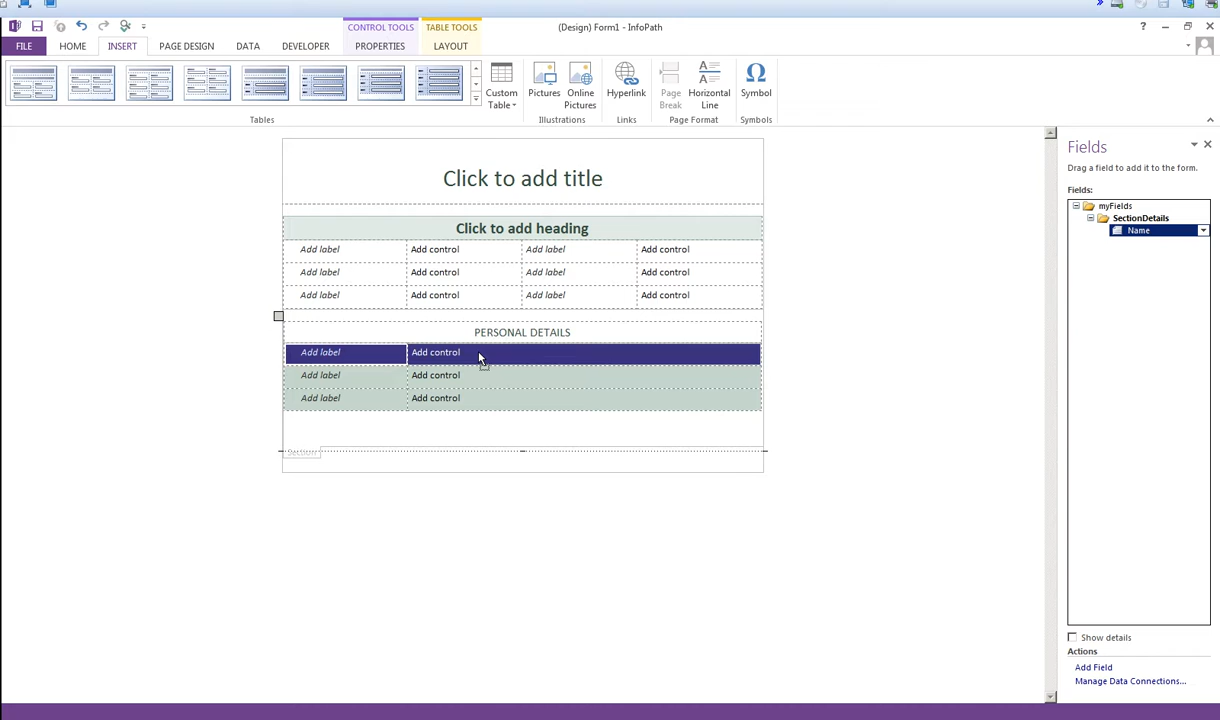 CONTROL TOOLS TABLE TOOLS (Design) Form1 - InfoPath ?
FILE HOME INSERT PAGE DESIGN DATA DEVELOPER PROPERTIES LAYOUT
Custom Table Pictures Online Pictures Hyperlink Page Break Horizontal Line Symbol
Tables Illustrations Links Page Format Symbols
Click to add title
Click to add heading
Add label Add control Add label Add control
Add label Add control Add label Add control
Add label Add control Add label Add control
PERSONAL DETAILS
Add label Add control
Add label Add control
Add label Add control
Section
Fields
Drag a field to add it to the form.
Fields:
myFields
SectionDetails
Name
Show details
Actions
Add Field
Manage Data Connections...